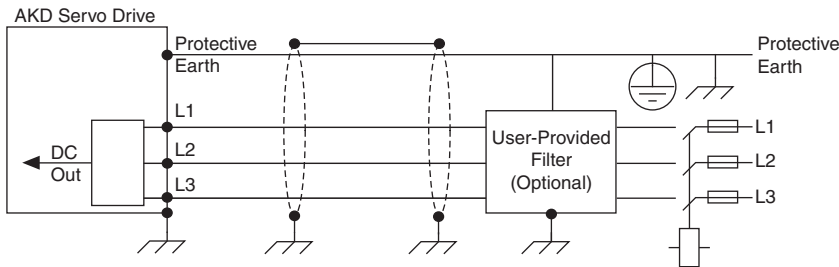 AKD Servo Drive
Protective
Earth
Protective
Earth
L1
L2
L3
DC
Out
User-Provided
Filter
(Optional)
L1
L2
L3